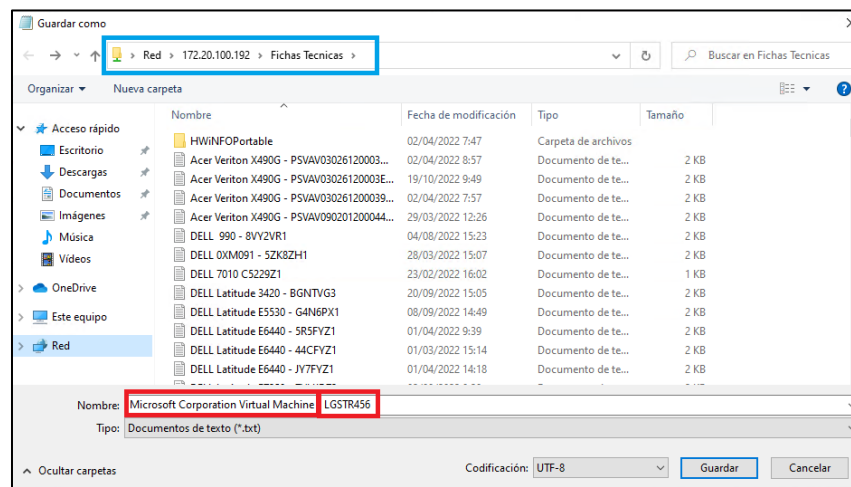 Guardar como
Red > 172.20.100.192 > Fichas Tecnicas >
Buscar en Fichas Tecnicas
Organizar Nueva carpeta
Nombre Fecha de modificación Tipo Tamaño
Acceso rápido
Escritorio
Descargas
Documentos
Imágenes
Música
Vídeos
OneDrive
Este equipo
Red
HWiNFOPortable 02/04/2022 7:47 Carpeta de archivos
Acer Veriton X490G - PSVAV03026120003... 02/04/2022 8:57 Documento de te... 2 KB
Acer Veriton X490G - PSVAV03026120003E... 19/10/2022 9:49 Documento de te... 2 KB
Acer Veriton X490G - PSVAV030261200039... 02/04/2022 7:57 Documento de te... 2 KB
Acer Veriton X490G - PSVAV090201200044... 29/03/2022 12:26 Documento de te... 2 KB
DELL 990 - 8VY2VR1 04/08/2022 15:23 Documento de te... 2 KB
DELL 0XM091 - 5ZK8ZH1 28/03/2022 15:07 Documento de te... 2 KB
DELL 7010 C5229Z1 23/02/2022 16:02 Documento de te... 1 KB
DELL Latitude 3420 - BGNTVG3 20/09/2022 15:05 Documento de te... 2 KB
DELL Latitude E5530 - G4N6PX1 08/09/2022 14:49 Documento de te... 2 KB
DELL Latitude E6440 - 5R5FYZ1 01/04/2022 9:39 Documento de te... 2 KB
DELL Latitude E6440 - 44CFYZ1 01/03/2022 15:14 Documento de te... 2 KB
DELL Latitude E6440 - JY7FYZ1 01/04/2022 14:18 Documento de te... 2 KB
Nombre: Microsoft Corporation Virtual Machine LGSTR456
Tipo: Documentos de texto (*.txt)
Ocultar carpetas Codificación: UTF-8 Guardar Cancelar